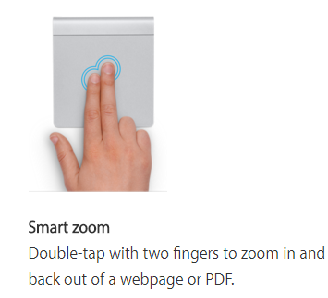 Smart zoom
Double-tap with two fingers to zoom in and
back out of a webpage or PDF.